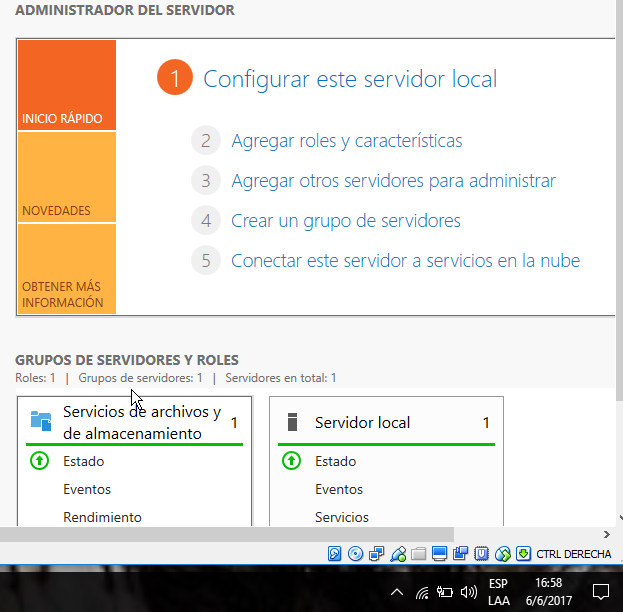 ADMINISTRADOR DEL SERVIDOR
INICIO RÁPIDO
NOVEDADES
OBTENER MÁS
INFORMACIÓN
1 Configurar este servidor local
2 Agregar roles y características
3 Agregar otros servidores para administrar
4 Crear un grupo de servidores
5 Conectar este servidor a servicios en la nube
GRUPOS DE SERVIDORES Y ROLES
Roles: 1 | Grupos de servidores: 1 | Servidores en total: 1
Servicios de archivos y
de almacenamiento 1
Estado
Eventos
Rendimiento
Servidor local 1
Estado
Eventos
Servicios
CTRL DERECHA
ESP
LAA
16:58
6/6/2017